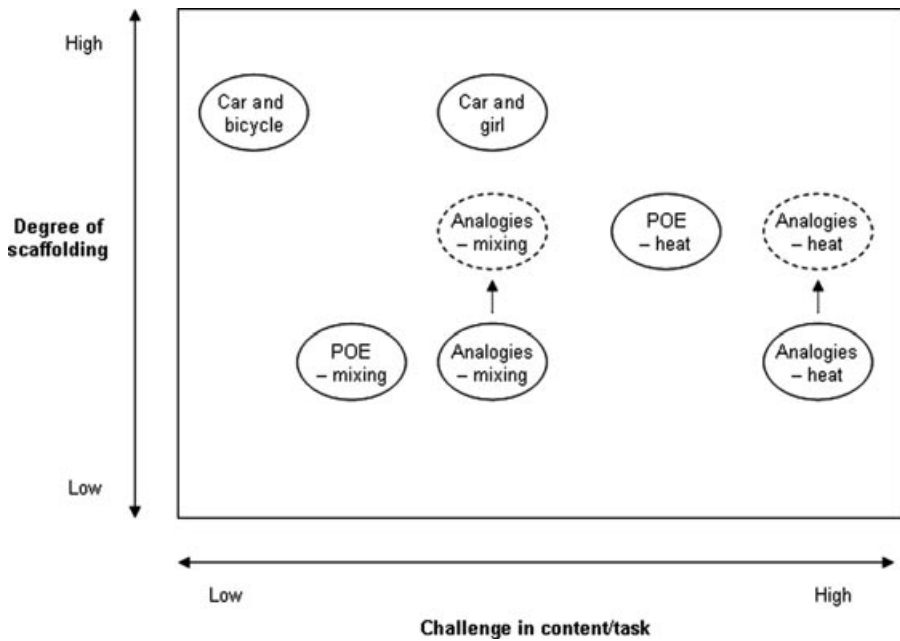 High
Car and
bicycle
Car and
girl
Degree of
scaffolding
Analogies
– mixing
POE
– heat
Analogies
– heat
POE
– mixing
Analogies
– mixing
Analogies
– heat
Low
Low
High
Challenge in content/task